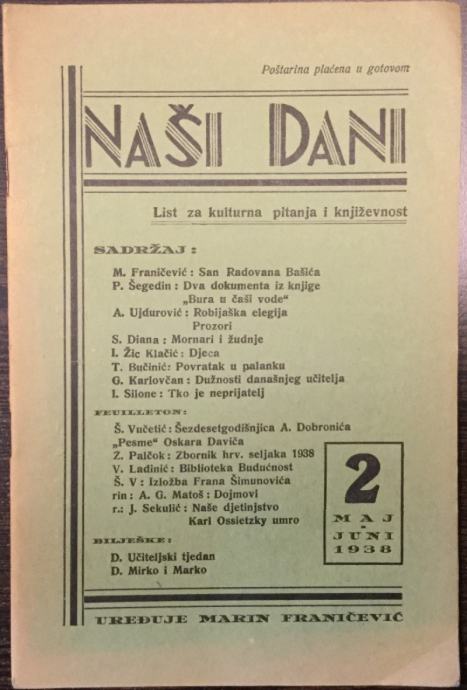 Poštarina plaćena u gotovom
NAŠI DANI
List za kulturna pitanja i književnost
SADRŽAJ :
M. Franičević : San Radovana Bašića
P. Šegedin : Dva dokumenta iz knjige
„Bura u čaši vode“
A. Ujdurović : Robijaška elegija
Prozori
S. Diana : Mornari i žudnje
I. Žic Klačić : Djeca
T. Bučinić : Povratak u palanku
G. Karlovčan : Dužnosti današnjeg učitelja
I. Silone : Tko je neprijatelj
FEUILLETON :
Š. Vučetić : Šezdesetgodišnjica A. Dobronića
„Pesme“ Oskara Daviča
Z. Palčok : Zbornik hrv. seljaka 1938
V. Ladinić : Biblioteka Budućnost
Š. V : Izložba Frana Šimunovića
rin : A. G. Matoš : Dojmovi
r.: J. Sekulić : Naše djetinjstvo
Karl Ossietzky umro
BILJEŠKE :
D. Učiteljski tjedan
D. Mirko i Marko
2
MAJ
-
JUNI
1938
UREĐUJE MARIN FRANIČEVIĆ